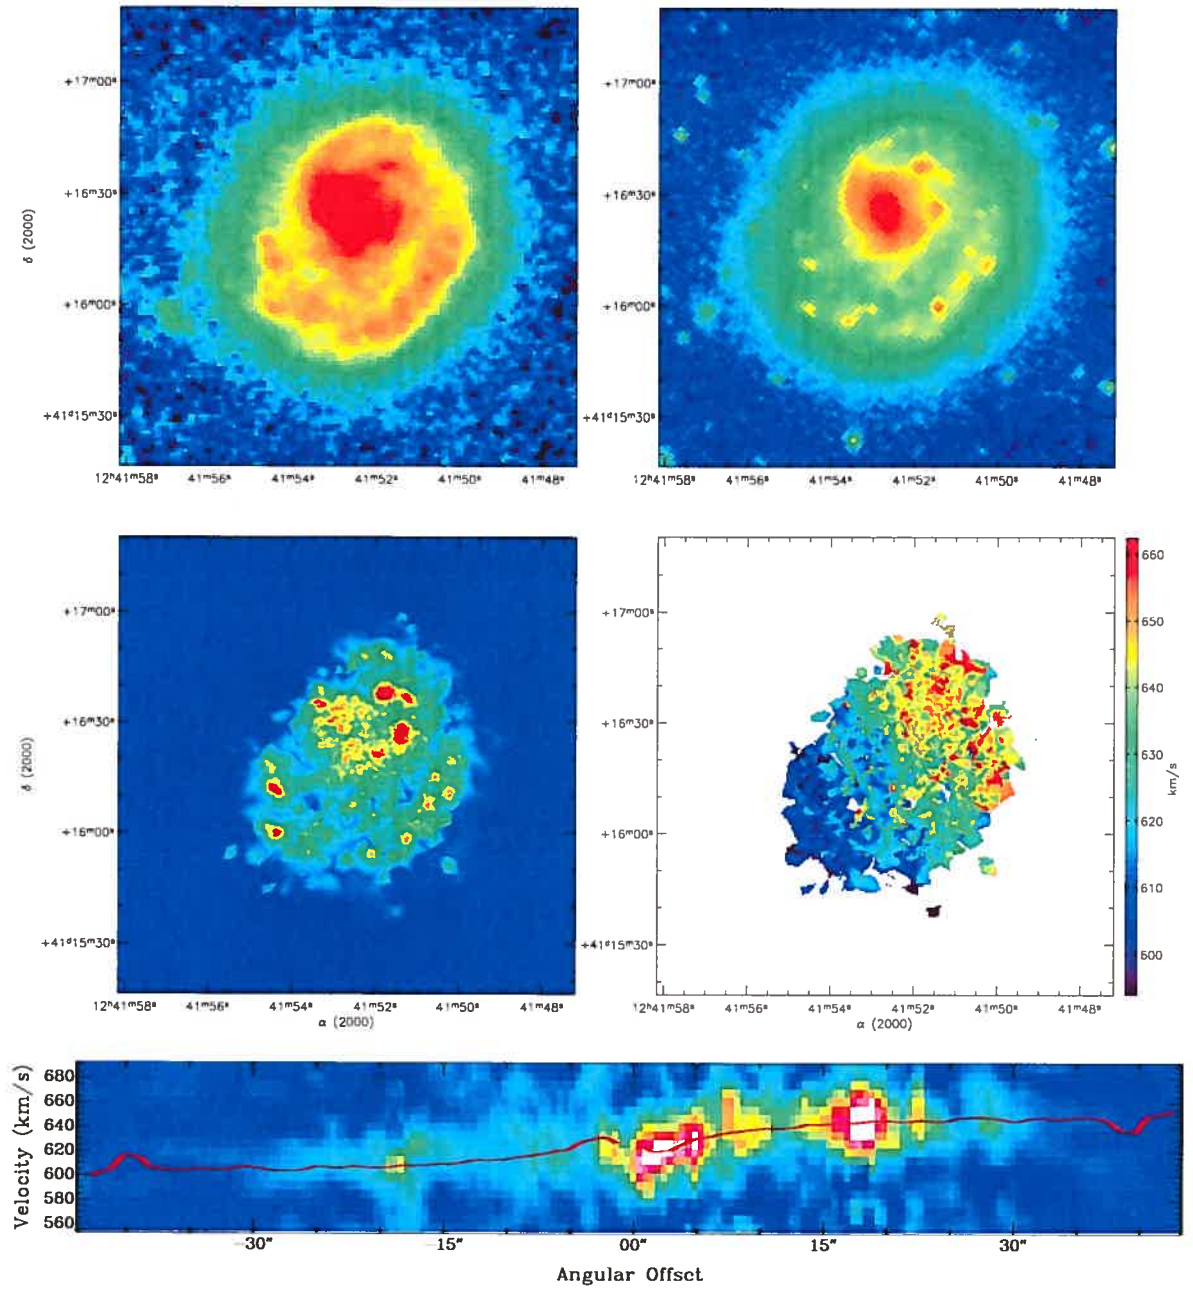 +17ᵐ00ˢ
+16ᵐ30ˢ
+16ᵐ00ˢ
+41ᵈ15ᵐ30ˢ
δ (2000)
12ʰ41ᵐ58ˢ 41ᵐ56ˢ 41ᵐ54ˢ 41ᵐ52ˢ 41ᵐ50ˢ 41ᵐ48ˢ
+17ᵐ00ˢ
+16ᵐ30ˢ
+16ᵐ00ˢ
+41ᵈ15ᵐ30ˢ
12ʰ41ᵐ58ˢ 41ᵐ56ˢ 41ᵐ54ˢ 41ᵐ52ˢ 41ᵐ50ˢ 41ᵐ48ˢ
+17ᵐ00ˢ
+16ᵐ30ˢ
+16ᵐ00ˢ
+41ᵈ15ᵐ30ˢ
δ (2000)
12ʰ41ᵐ58ˢ 41ᵐ56ˢ 41ᵐ54ˢ 41ᵐ52ˢ 41ᵐ50ˢ 41ᵐ48ˢ
α (2000)
+17ᵐ00ˢ
+16ᵐ30ˢ
+16ᵐ00ˢ
+41ᵈ15ᵐ30ˢ
12ʰ41ᵐ58ˢ 41ᵐ56ˢ 41ᵐ54ˢ 41ᵐ52ˢ 41ᵐ50ˢ 41ᵐ48ˢ
α (2000)
660
650
640
630
620
610
600
km/s
Velocity (km/s)
680
660
640
620
600
580
560
-30" -15" 00" 15" 30"
Angular Offset